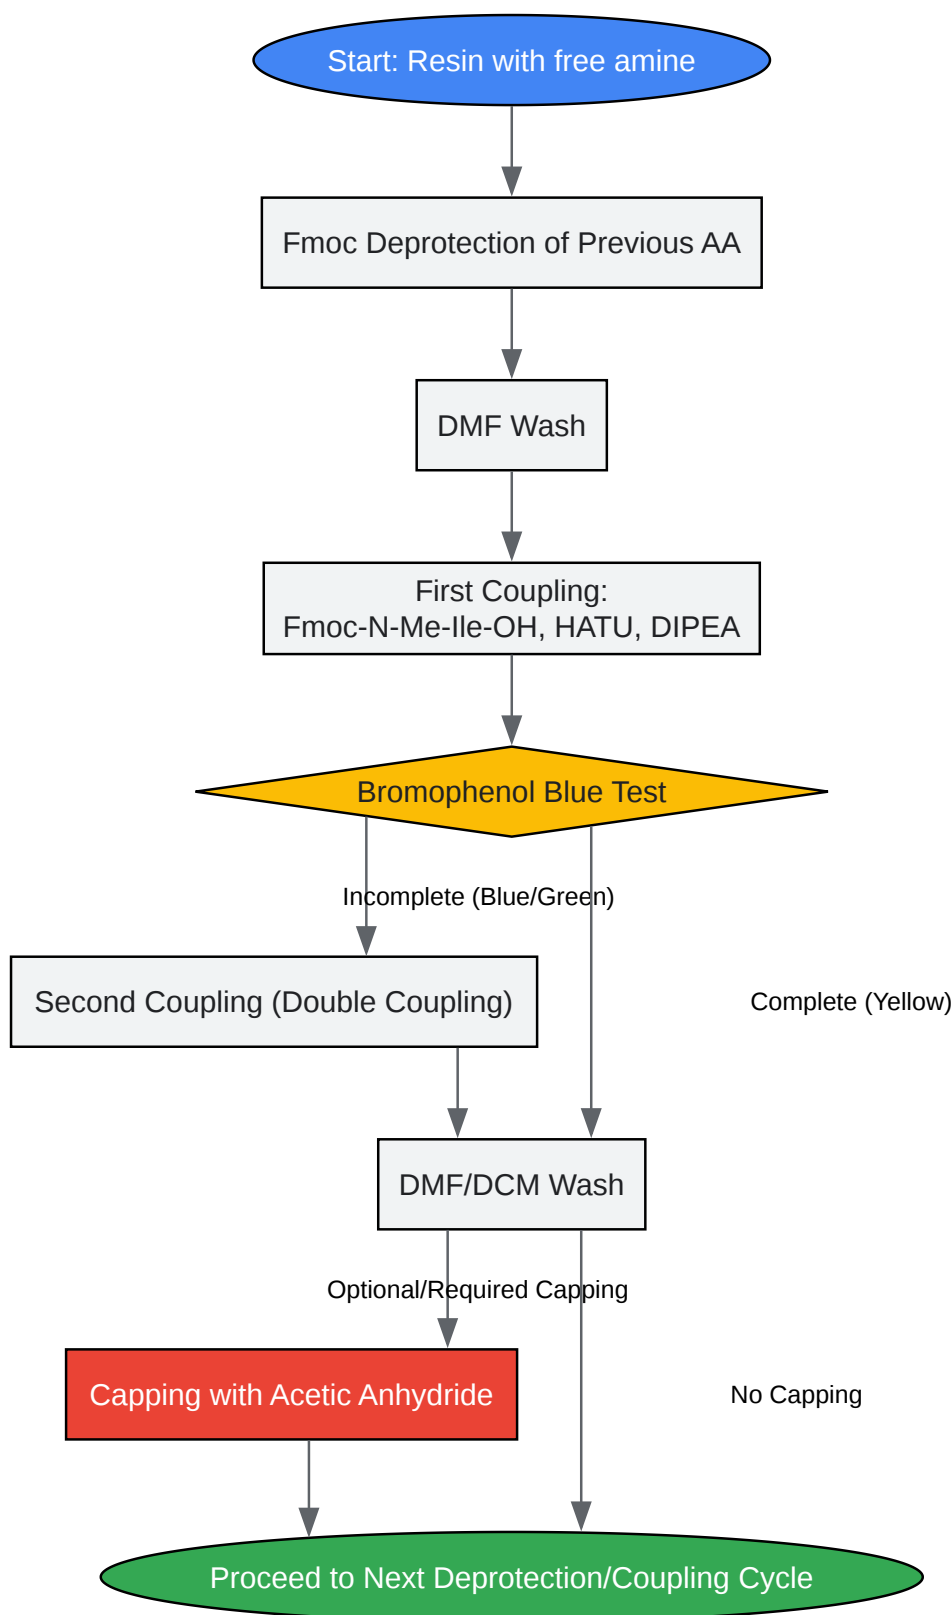 Start: Resin with free amine
Fmoc Deprotection of Previous AA
DMF Wash
First Coupling:
Fmoc-N-Me-Ile-OH, HATU, DIPEA
Bromophenol Blue Test
Incomplete (Blue/Green)
Second Coupling (Double Coupling)
Complete (Yellow)
DMF/DCM Wash
Optional/Required Capping
Capping with Acetic Anhydride
No Capping
Proceed to Next Deprotection/Coupling Cycle